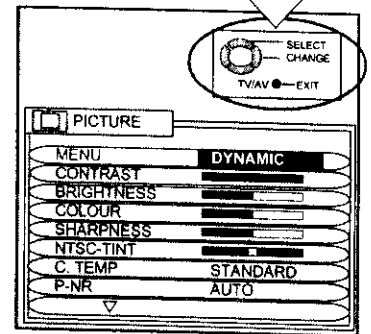 SELECT
CHANGE
TV/AV EXIT
PICTURE
MENU DYNAMIC
CONTRAST
BRIGHTNESS
COLOUR
SHARPNESS
NTSC-TINT
C. TEMP STANDARD
P-NR AUTO